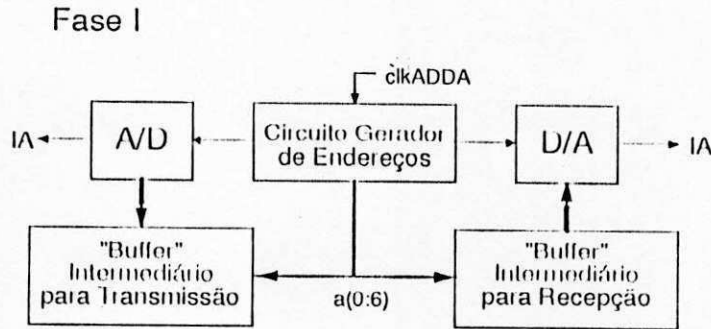 Fase I
clkADDA
IA
A/D
Circuito Gerador
de Endereços
D/A
IA
"Buffer"
Intermediário
para Transmissão
a(0:6)
"Buffer"
Intermediário
para Recepção